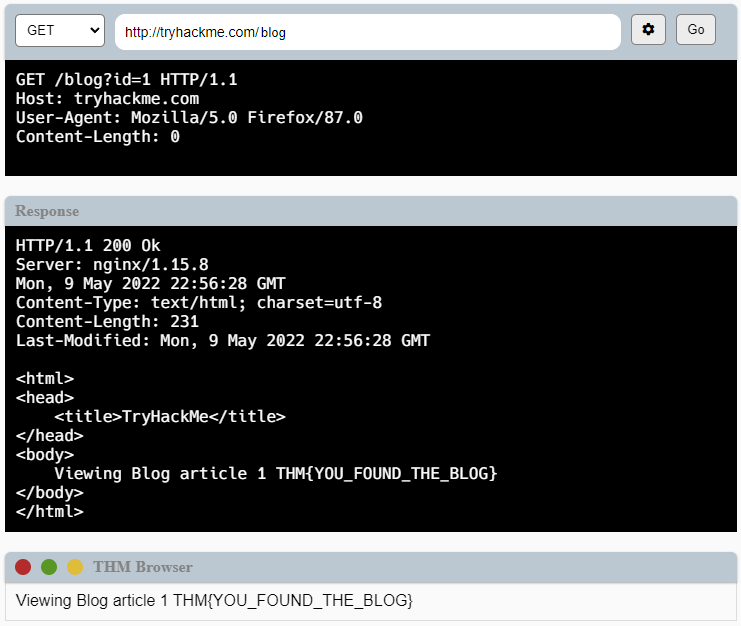 GET http://tryhackme.com/blog Go
GET /blog?id=1 HTTP/1.1
Host: tryhackme.com
User-Agent: Mozilla/5.0 Firefox/87.0
Content-Length: 0
Response
HTTP/1.1 200 Ok
Server: nginx/1.15.8
Mon, 9 May 2022 22:56:28 GMT
Content-Type: text/html; charset=utf-8
Content-Length: 231
Last-Modified: Mon, 9 May 2022 22:56:28 GMT
<html>
<head>
<title>TryHackMe</title>
</head>
<body>
Viewing Blog article 1 THM{YOU_FOUND_THE_BLOG}
</body>
</html>
THM Browser
Viewing Blog article 1 THM{YOU_FOUND_THE_BLOG}